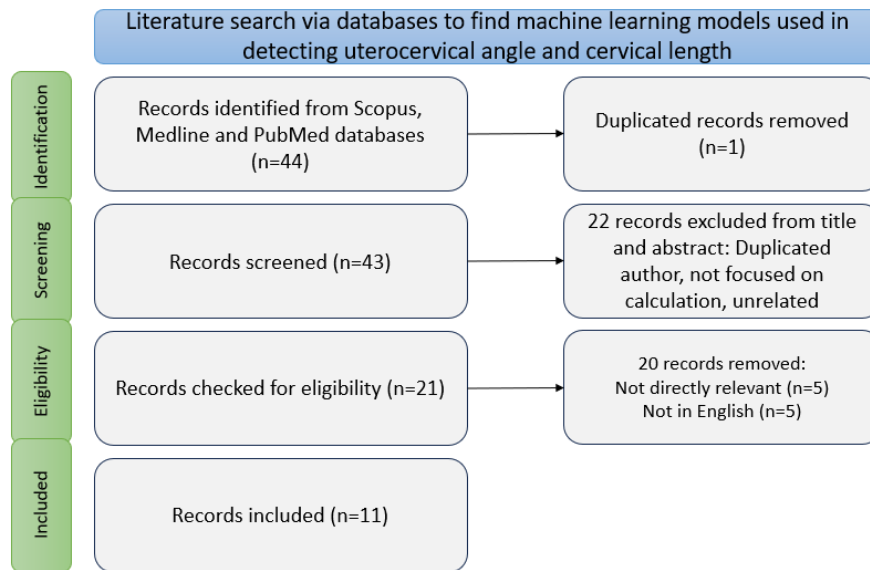 Literature search via databases to find machine learning models used in
detecting uterocervical angle and cervical length
Identification
Records identified from Scopus,
Medline and PubMed databases
(n=44)
Duplicated records removed
(n=1)
Screening
Records screened (n=43)
22 records excluded from title
and abstract: Duplicated
author, not focused on
calculation, unrelated
Eligibility
Records checked for eligibility (n=21)
20 records removed:
Not directly relevant (n=5)
Not in English (n=5)
Included
Records included (n=11)